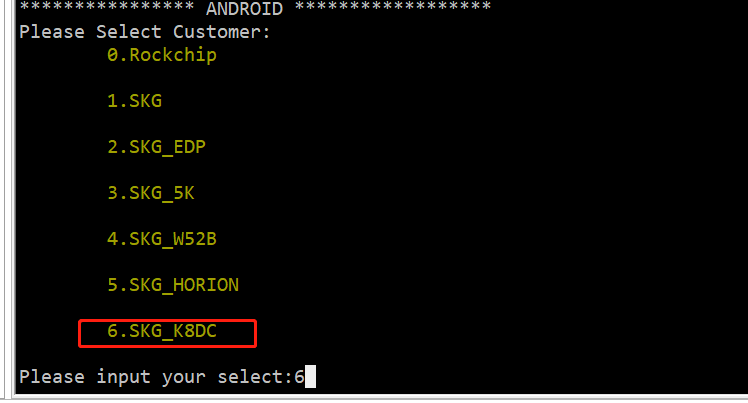 **************** ANDROID ******************
Please Select Customer:
0.Rockchip
1.SKG
2.SKG_EDP
3.SKG_5K
4.SKG_W52B
5.SKG_HORION
6.SKG_K8DC
Please input your select:6